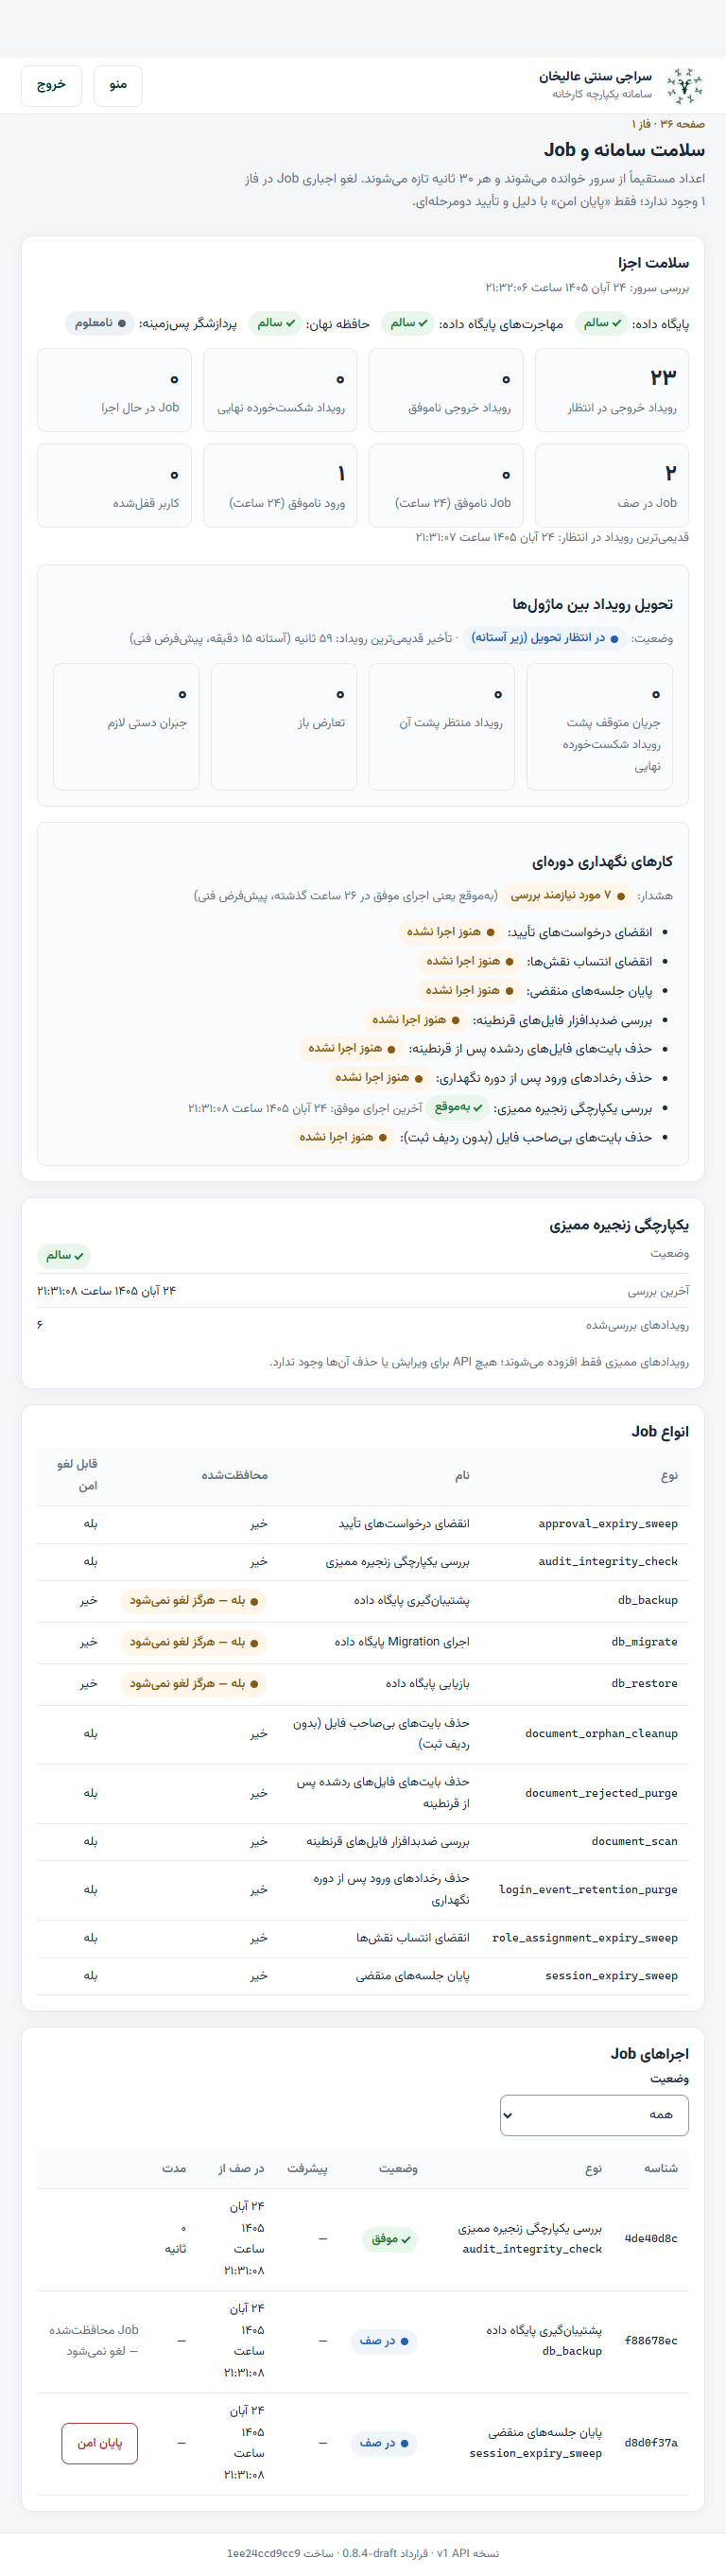 سراجی سنتی عالیخان
سامانه یکپارچه کارخانه
منو
خروج
صفحه ۳۶ · فاز ۱
سلامت سامانه و Job
اعداد مستقیماً از سرور خوانده می‌شوند و هر ۳۰ ثانیه تازه می‌شوند. لغو اجباری Job در فاز
۱ وجود ندارد؛ فقط «پایان امن» با دلیل و تأیید دومرحله‌ای.
سلامت اجزا
بررسی سرور: ۲۴ آبان ۱۴۰۵ ساعت ۲۱:۳۲:۰۶
پایگاه داده: ✓ سالم مهاجرت‌های پایگاه داده: ✓ سالم حافظه نهان: ✓ سالم پردازشگر پس‌زمینه: ● نامعلوم
۲۳
رویداد خروجی در انتظار
۰
رویداد خروجی ناموفق
۰
رویداد شکست‌خورده نهایی
۰
Job در حال اجرا
۲
Job در صف
۰
Job ناموفق (۲۴ ساعت)
۱
ورود ناموفق (۲۴ ساعت)
۰
کاربر قفل‌شده
قدیمی‌ترین رویداد در انتظار: ۲۴ آبان ۱۴۰۵ ساعت ۲۱:۳۱:۰۷
تحویل رویداد بین ماژول‌ها
وضعیت: ● در انتظار تحویل (زیر آستانه) · تأخیر قدیمی‌ترین رویداد: ۵۹ ثانیه (آستانه ۱۵ دقیقه، پیش‌فرض فنی)
۰
جریان متوقف پشت
رویداد شکست‌خورده
نهایی
۰
رویداد منتظر پشت آن
۰
تعارض باز
۰
جبران دستی لازم
کارهای نگهداری دوره‌ای
هشدار: ● ۷ مورد نیازمند بررسی (به‌موقع یعنی اجرای موفق در ۲۶ ساعت گذشته، پیش‌فرض فنی)
• انقضای درخواست‌های تأیید: ● هنوز اجرا نشده
• انقضای انتساب نقش‌ها: ● هنوز اجرا نشده
• پایان جلسه‌های منقضی: ● هنوز اجرا نشده
• بررسی ضدبدافزار فایل‌های قرنطینه: ● هنوز اجرا نشده
• حذف بایت‌های فایل‌های ردشده پس از قرنطینه: ● هنوز اجرا نشده
• حذف رخدادهای ورود پس از دوره نگهداری: ● هنوز اجرا نشده
• بررسی یکپارچگی زنجیره ممیزی: ✓ به‌موقع آخرین اجرای موفق: ۲۴ آبان ۱۴۰۵ ساعت ۲۱:۳۱:۰۸
• حذف بایت‌های بی‌صاحب فایل (بدون ردیف ثبت): ● هنوز اجرا نشده
یکپارچگی زنجیره ممیزی
وضعیت ✓ سالم
آخرین بررسی ۲۴ آبان ۱۴۰۵ ساعت ۲۱:۳۱:۰۸
رویدادهای بررسی‌شده ۶
رویدادهای ممیزی فقط افزوده می‌شوند؛ هیچ API برای ویرایش یا حذف آن‌ها وجود ندارد.
انواع Job
نوع نام محافظت‌شده قابل لغو
امن
approval_expiry_sweep انقضای درخواست‌های تأیید خیر بله
audit_integrity_check بررسی یکپارچگی زنجیره ممیزی خیر بله
db_backup پشتیبان‌گیری پایگاه داده ● بله — هرگز لغو نمی‌شود خیر
db_migrate اجرای Migration پایگاه داده ● بله — هرگز لغو نمی‌شود خیر
db_restore بازیابی پایگاه داده ● بله — هرگز لغو نمی‌شود خیر
document_orphan_cleanup حذف بایت‌های بی‌صاحب فایل (بدون
ردیف ثبت) خیر بله
document_rejected_purge حذف بایت‌های فایل‌های ردشده پس
از قرنطینه خیر بله
document_scan بررسی ضدبدافزار فایل‌های قرنطینه خیر بله
login_event_retention_purge حذف رخدادهای ورود پس از دوره
نگهداری خیر بله
role_assignment_expiry_sweep انقضای انتساب نقش‌ها خیر بله
session_expiry_sweep پایان جلسه‌های منقضی خیر بله
اجراهای Job
وضعیت
همه
شناسه نوع وضعیت پیشرفت در صف از مدت
4de40d8c بررسی یکپارچگی زنجیره ممیزی
audit_integrity_check ✓ موفق —
۲۴ آبان
۱۴۰۵
ساعت
۲۱:۳۱:۰۸
۰
ثانیه
f88678ec پشتیبان‌گیری پایگاه داده
db_backup ● در صف —
۲۴ آبان
۱۴۰۵
ساعت
۲۱:۳۱:۰۸
—
Job محافظت‌شده
— لغو نمی‌شود
d8d0f37a پایان جلسه‌های منقضی
session_expiry_sweep ● در صف —
۲۴ آبان
۱۴۰۵
ساعت
۲۱:۳۱:۰۸
—
پایان امن
نسخه API v1 · قرارداد 0.8.4-draft · ساخت 1ee24ccd9cc9